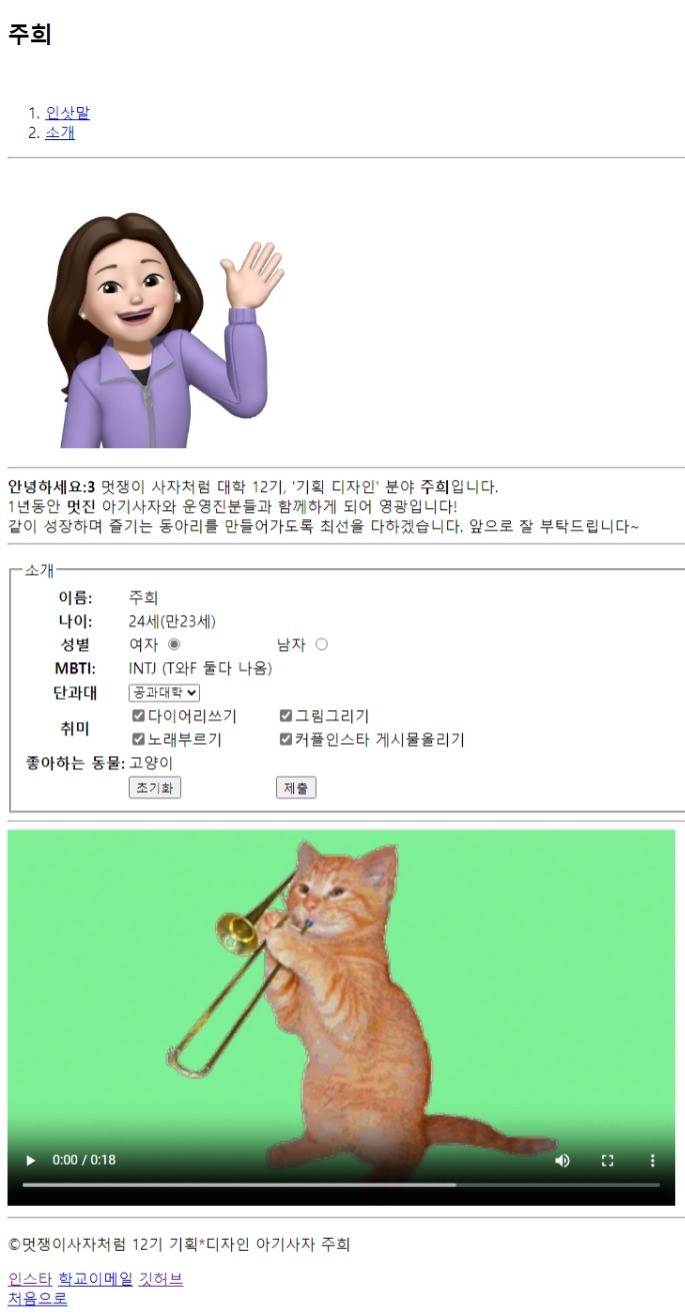 주희
1. 인삿말
2. 소개
안녕하세요:3 멋쟁이 사자처럼 대학 12기, '기획 디자인' 분야 주희입니다.
1년동안 멋진 아기사자와 운영진분들과 함께하게 되어 영광입니다!
같이 성장하며 즐기는 동아리를 만들어가도록 최선을 다하겠습니다. 앞으로 잘 부탁드립니다~
소개
이름: 주희
나이: 24세(만23세)
성별 여자 남자
MBTI: INTJ (T와F 둘다 나옴)
단과대 공과대학
취미 다이어리쓰기 그림그리기
노래부르기 커플인스타 게시물올리기
좋아하는 동물: 고양이
초기화 제출
0:00 / 0:18
©멋쟁이사자처럼 12기 기획*디자인 아기사자 주희
인스타 학교이메일 깃허브
처음으로